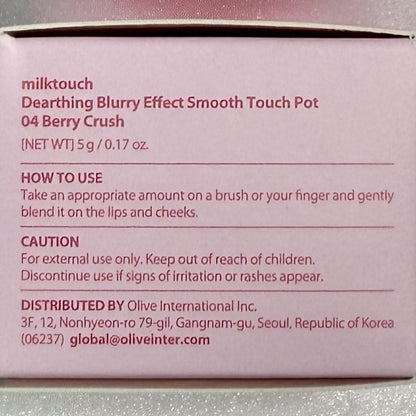 milktouch
Dearthing Blurry Effect Smooth Touch Pot
04 Berry Crush
[NET WT] 5 g / 0.17 oz.
HOW TO USE
Take an appropriate amount on a brush or your finger and gently
blend it on the lips and cheeks.
CAUTION
For external use only. Keep out of reach of children.
Discontinue use if signs of irritation or rashes appear.
DISTRIBUTED BY Olive International Inc.
3F, 12, Nonhyeon-ro 79-gil, Gangnam-gu, Seoul, Republic of Korea
(06237) global@oliveinter.com